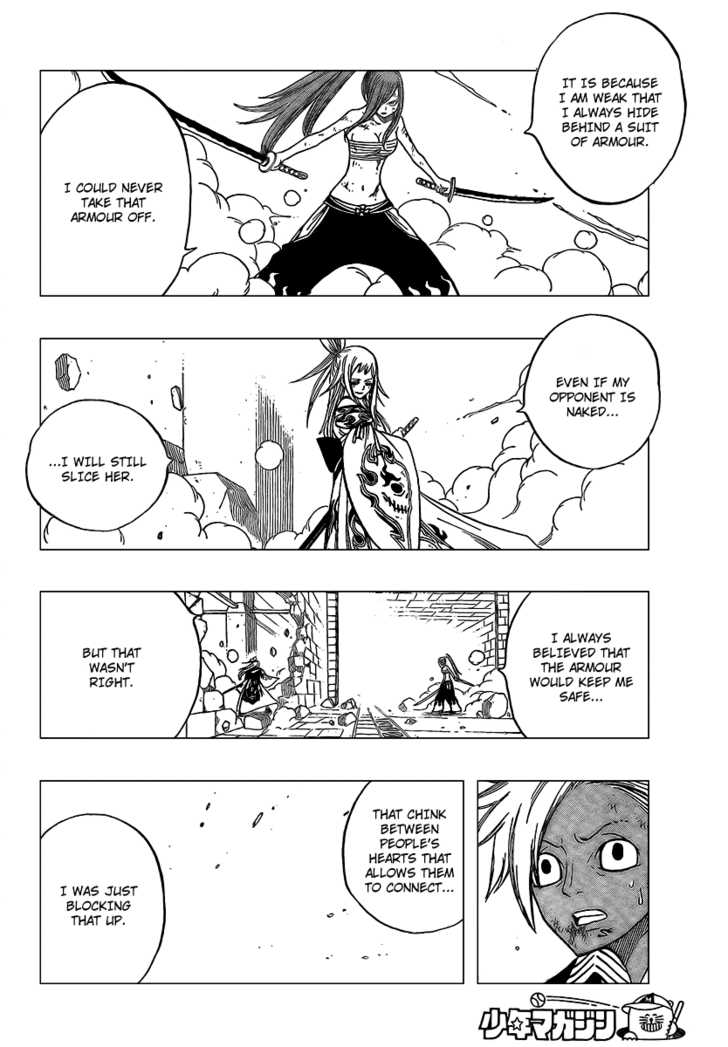 IT IS BECAUSE
I AM WEAK THAT
I ALWAYS HIDE
BEHIND A SUIT
OF ARMOUR.
I COULD NEVER
TAKE THAT
ARMOUR OFF.
EVEN IF MY
OPPONENT IS
NAKED...
...I WILL STILL
SLICE HER.
I ALWAYS
BELIEVED THAT
THE ARMOUR
WOULD KEEP ME
SAFE...
BUT THAT
WASN'T
RIGHT.
THAT CHINK
BETWEEN
PEOPLE'S
HEARTS THAT
ALLOWS THEM
TO CONNECT...
I WAS JUST
BLOCKING
THAT UP.
少年マガジン